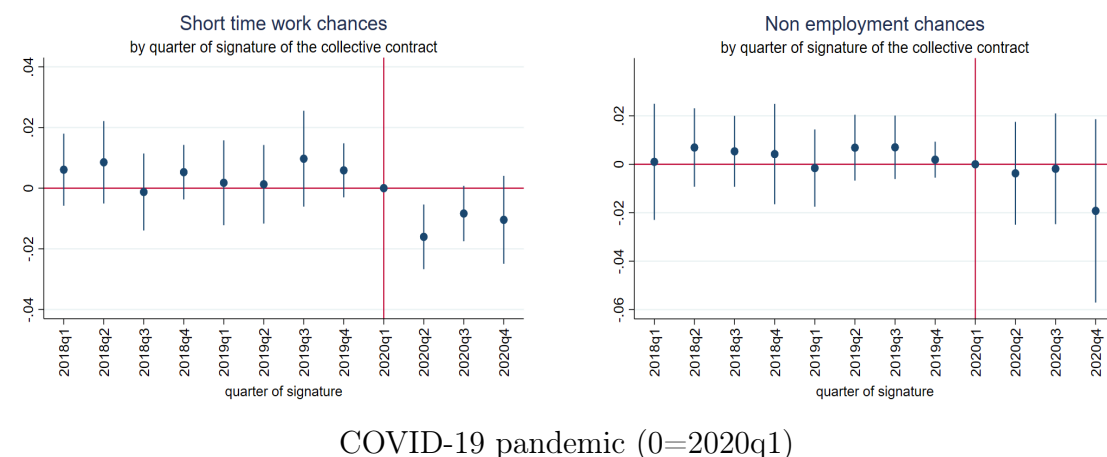 Short time work chances
by quarter of signature of the collective contract
.04
.02
0
-.02
-.04
2018q1
2018q2
2018q3
2018q4
2019q1
2019q2
2019q3
2019q4
2020q1
2020q2
2020q3
2020q4
quarter of signature
Non employment chances
by quarter of signature of the collective contract
.02
0
-.02
-.04
-.06
2018q1
2018q2
2018q3
2018q4
2019q1
2019q2
2019q3
2019q4
2020q1
2020q2
2020q3
2020q4
quarter of signature
COVID-19 pandemic (0=2020q1)